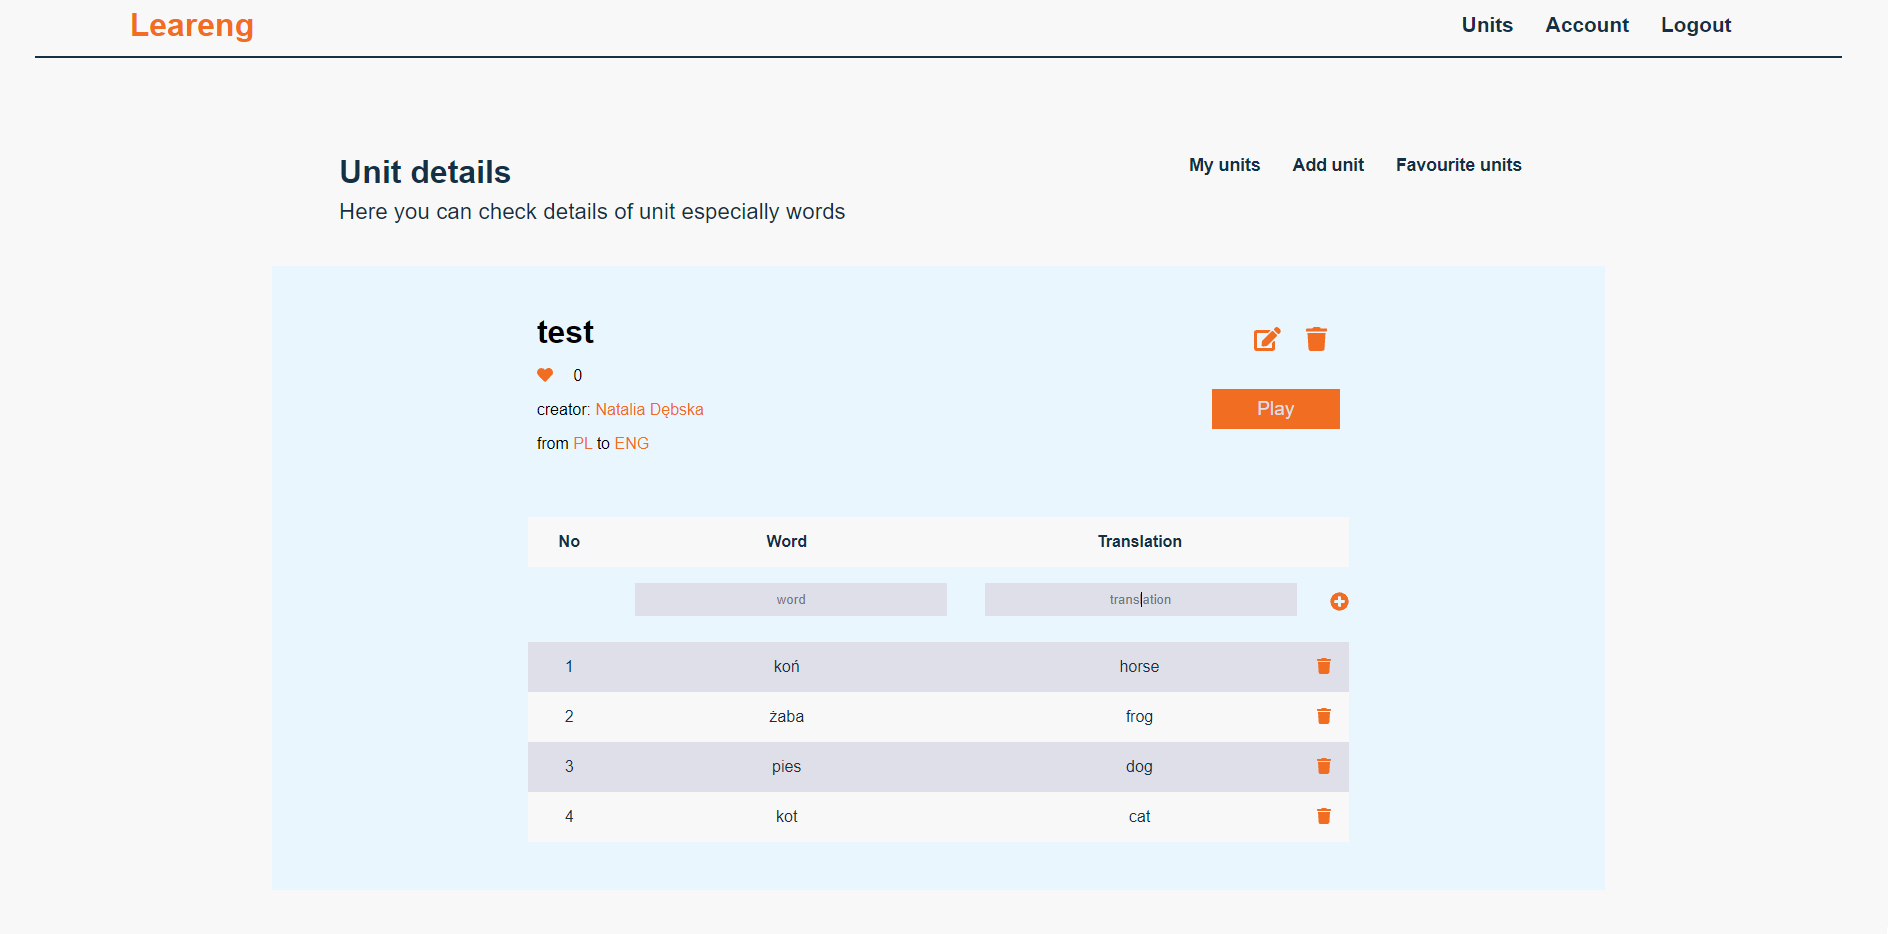 Leareng
Units Account Logout
Unit details
My units Add unit Favourite units
Here you can check details of unit especially words
test
0
creator: Natalia Dębska
Play
from PL to ENG
No Word Translation
word translation
1 koń horse
2 żaba frog
3 pies dog
4 kot cat